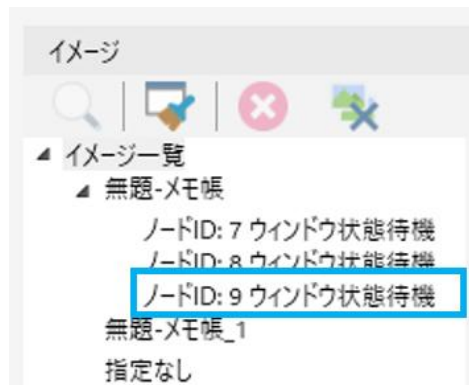 イメージ
イメージ一覧
無題-メモ帳
ノードID: 7 ウィンドウ状態待機
ノードID: 8 ウィンドウ状態待機
ノードID: 9 ウィンドウ状態待機
無題-メモ帳_1
指定なし